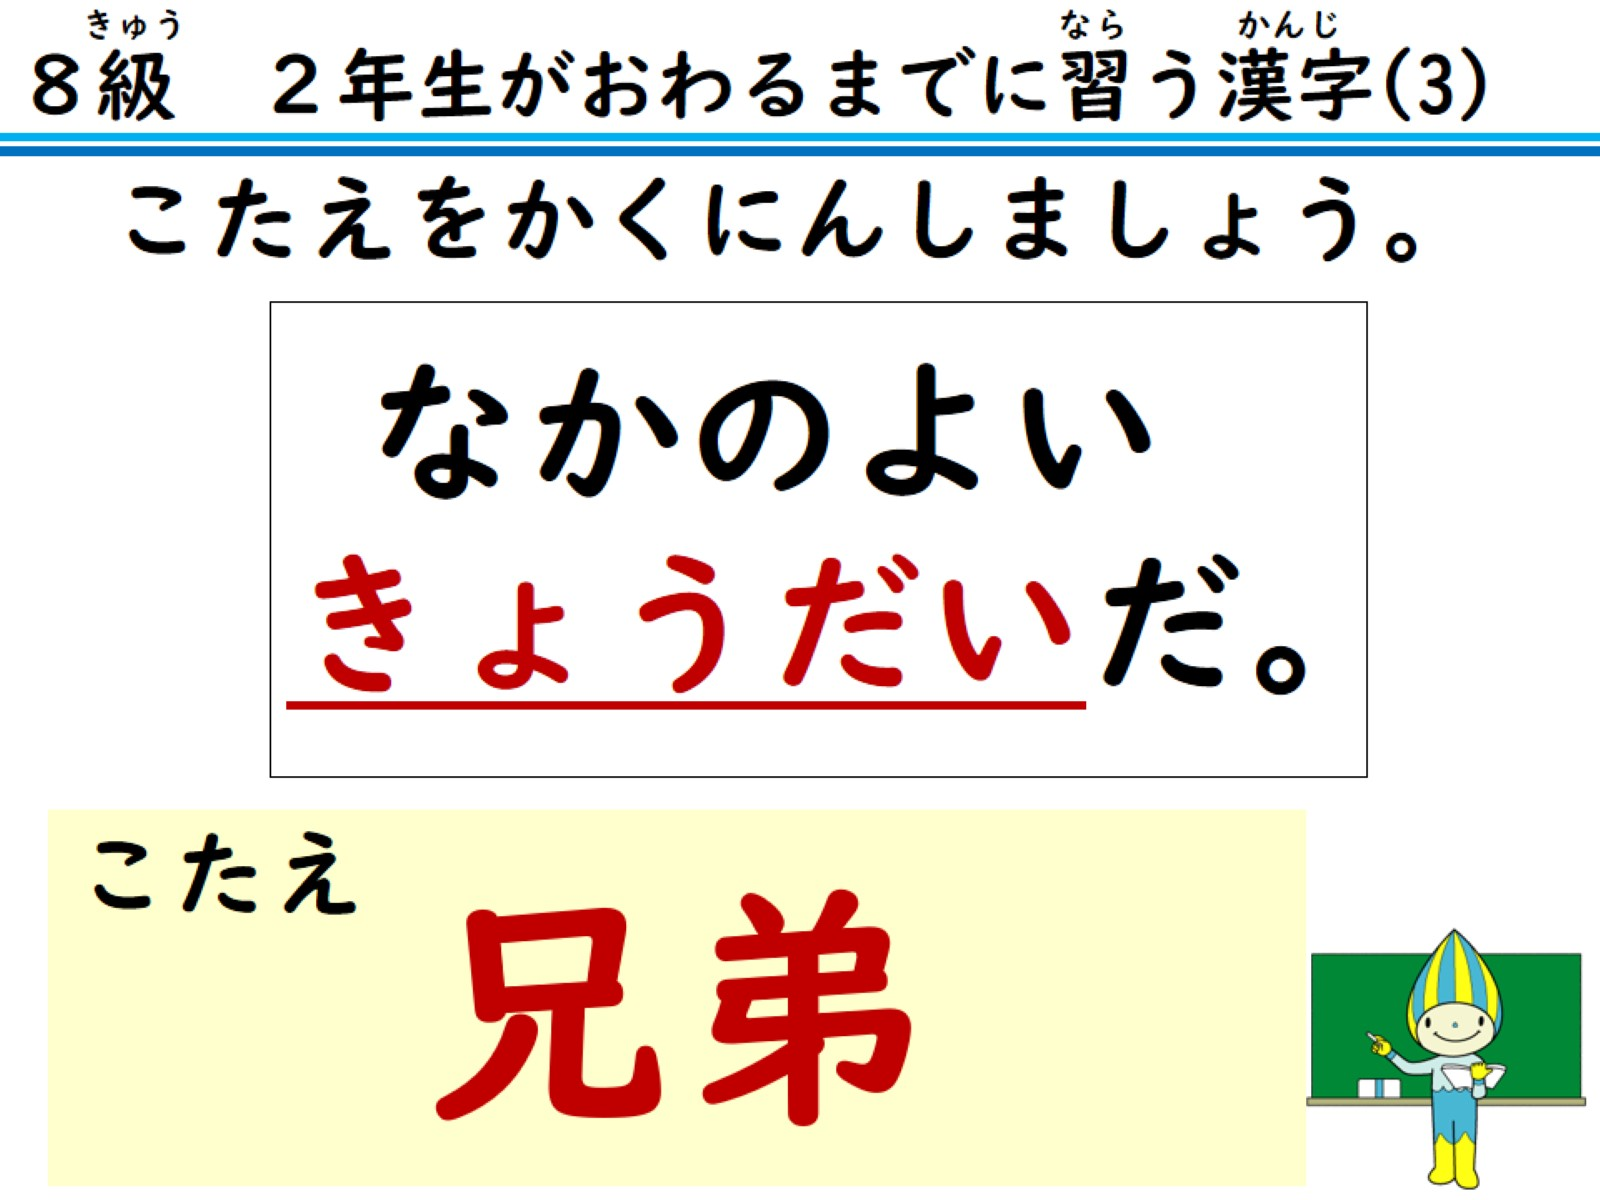 きゅう なら かんじ
８級　２年生がおわるまでに習う漢字(3)
こたえをかくにんしましょう。
なかのよい
きょうだいだ。
こたえ
兄弟